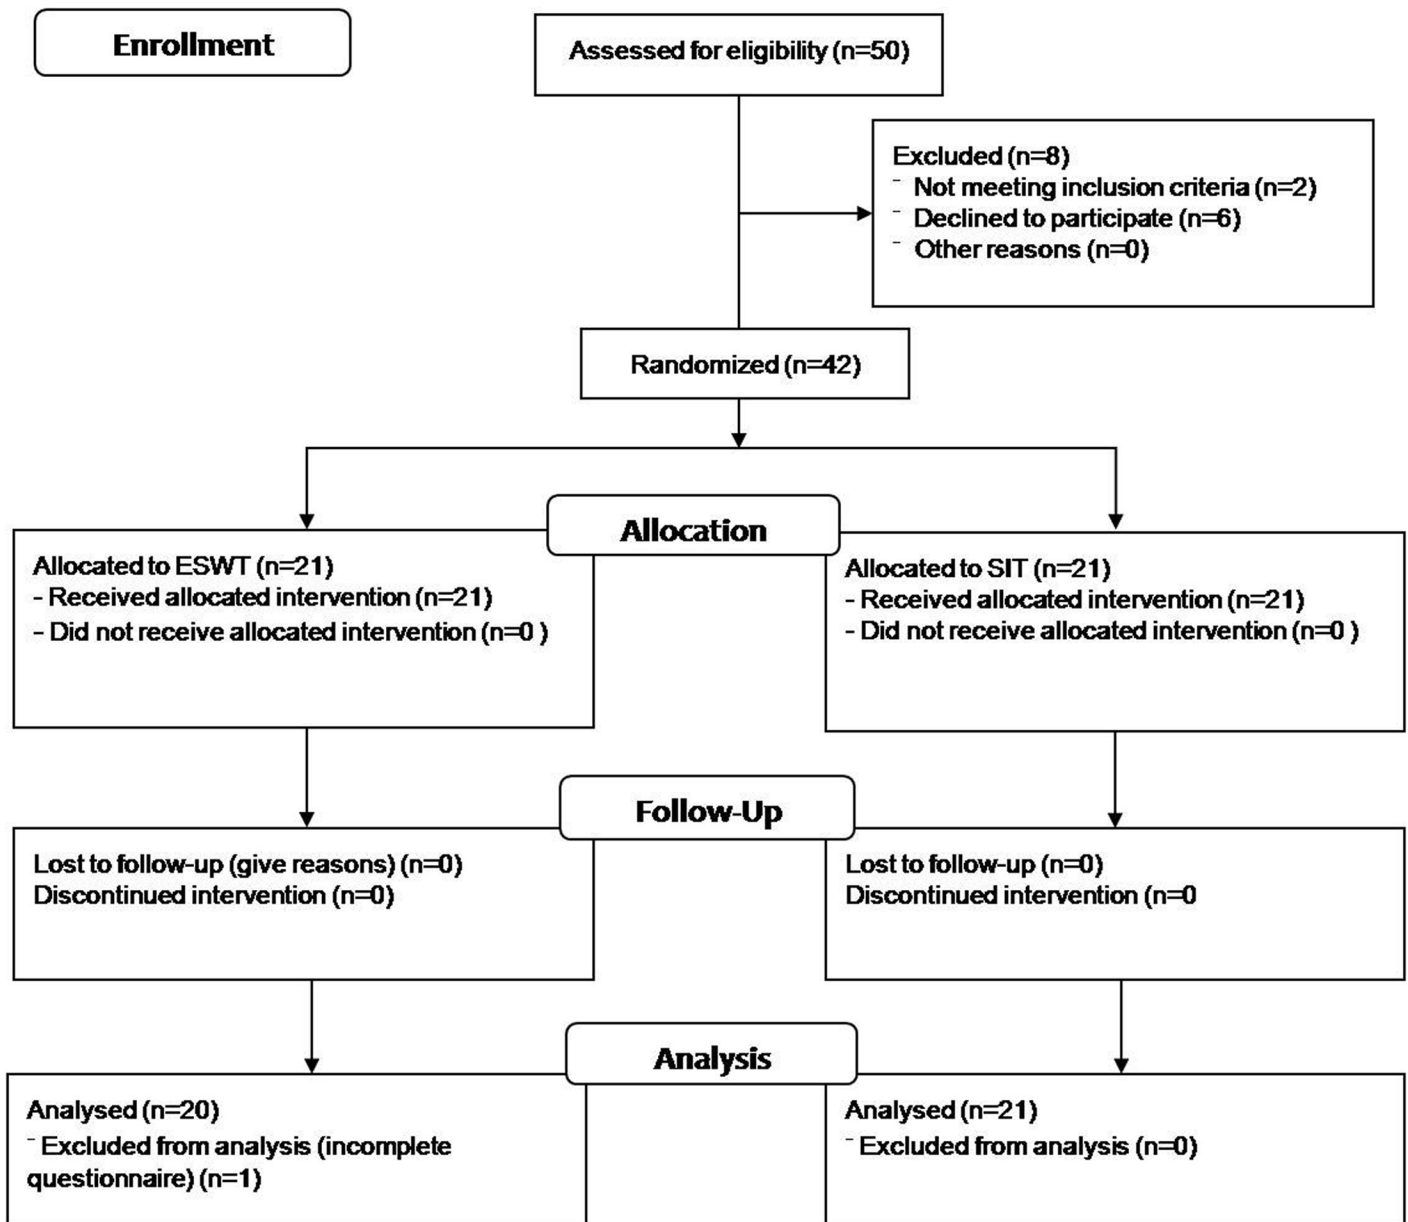 Enrollment
Assessed for eligibility (n=50)
Excluded (n=8)
⁻ Not meeting inclusion criteria (n=2)
⁻ Declined to participate (n=6)
⁻ Other reasons (n=0)
Randomized (n=42)
Allocation
Allocated to ESWT (n=21)
- Received allocated intervention (n=21)
- Did not receive allocated intervention (n=0 )
Allocated to SIT (n=21)
- Received allocated intervention (n=21)
- Did not receive allocated intervention (n=0 )
Follow-Up
Lost to follow-up (give reasons) (n=0)
Discontinued intervention (n=0)
Lost to follow-up (n=0)
Discontinued intervention (n=0
Analysis
Analysed (n=20)
⁻ Excluded from analysis (incomplete
questionnaire) (n=1)
Analysed (n=21)
⁻ Excluded from analysis (n=0)